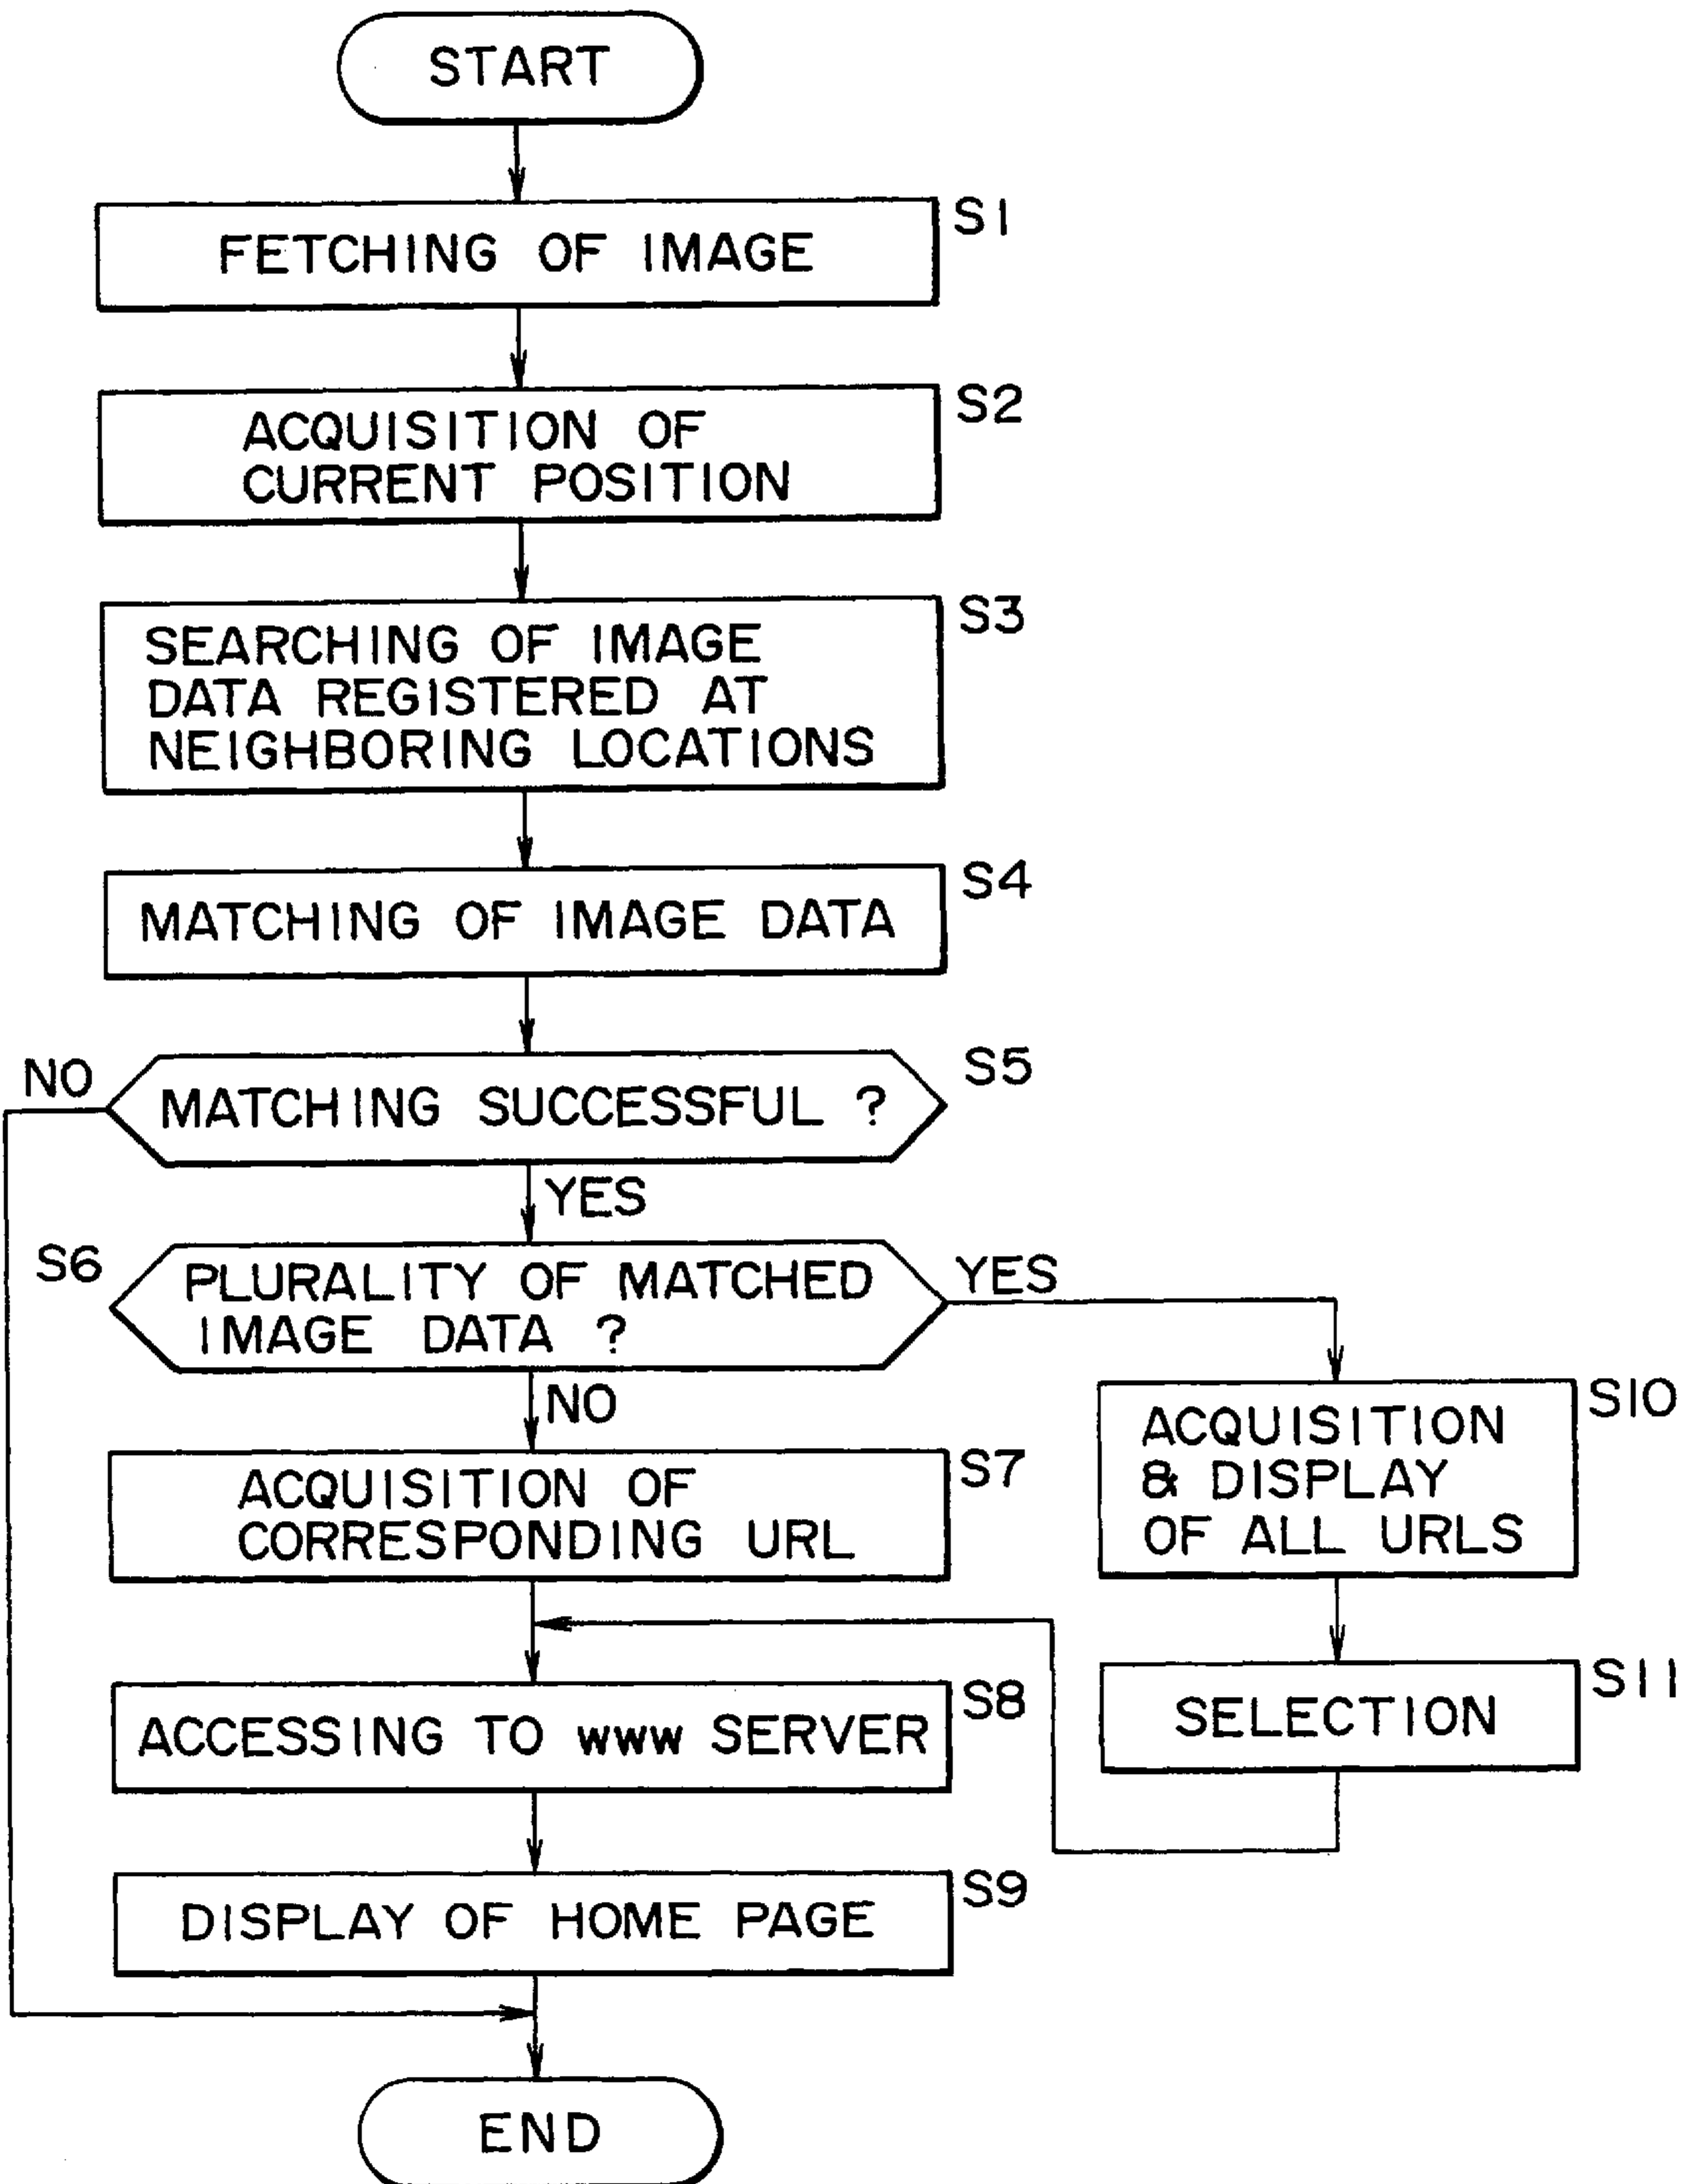 START
S1
FETCHING OF IMAGE
S2
ACQUISITION OF
CURRENT POSITION
S3
SEARCHING OF IMAGE
DATA REGISTERED AT
NEIGHBORING LOCATIONS
S4
MATCHING OF IMAGE DATA
NO
S5
MATCHING SUCCESSFUL ?
YES
S6
PLURALITY OF MATCHED
IMAGE DATA ?
YES
NO
S10
ACQUISITION
& DISPLAY
OF ALL URLS
S7
ACQUISITION OF
CORRESPONDING URL
S11
SELECTION
S8
ACCESSING TO www SERVER
S9
DISPLAY OF HOME PAGE
END